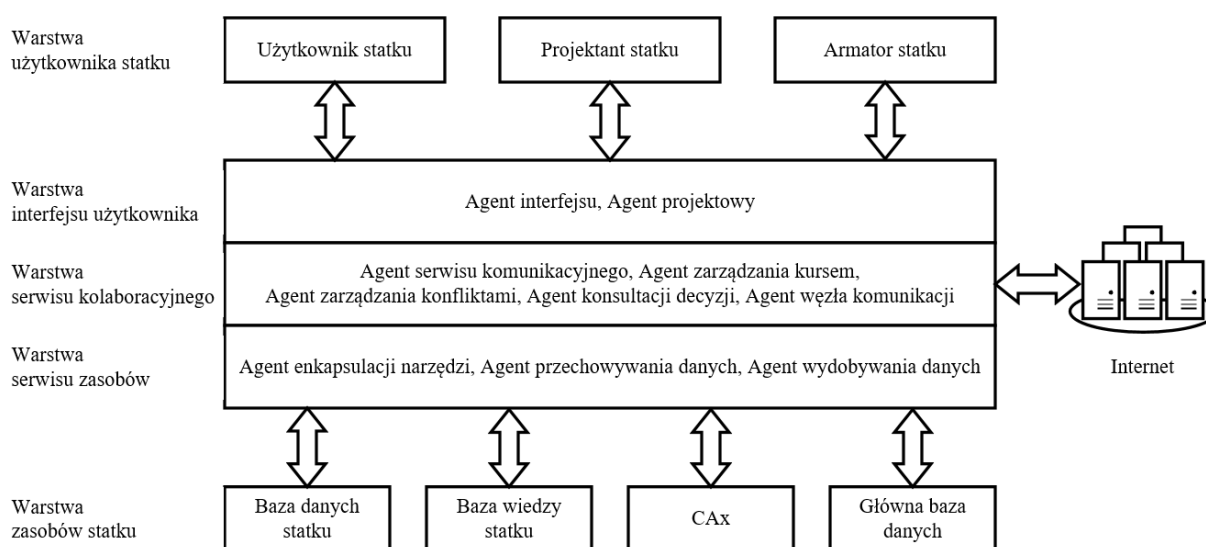 Warstwa
użytkownika statku
Użytkownik statku
Projektant statku
Armator statku
Warstwa
interfejsu użytkownika
Agent interfejsu, Agent projektowy
Warstwa
serwisu kolaboracyjnego
Agent serwisu komunikacyjnego, Agent zarządzania kursem,
Agent zarządzania konfliktami, Agent konsultacji decyzji, Agent węzła komunikacji
Warstwa
serwisu zasobów
Agent enkapsulacji narzędzi, Agent przechowywania danych, Agent wydobywania danych
Internet
Warstwa
zasobów statku
Baza danych
statku
Baza wiedzy
statku
CAx
Główna baza
danych